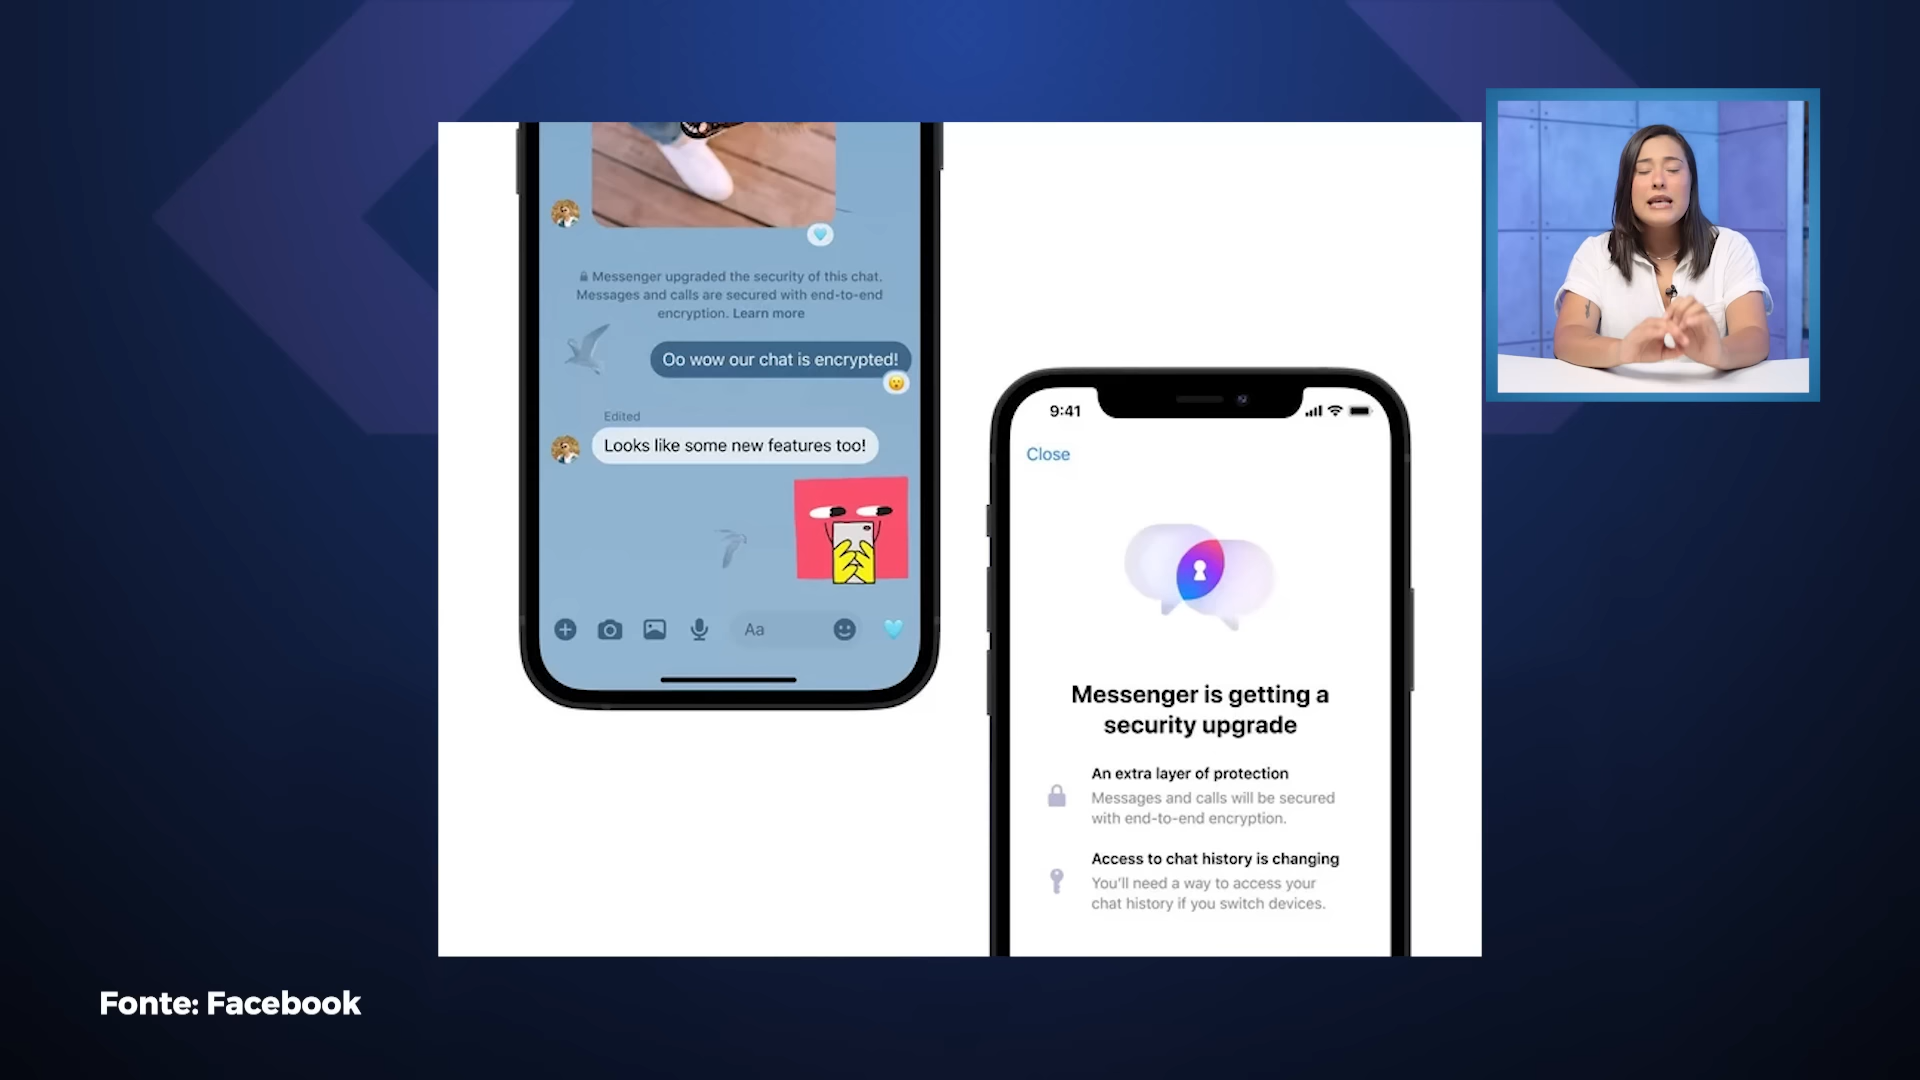 Messenger upgraded the security of this chat.
Messages and calls are secured with end-to-end
encryption. Learn more
Oo wow our chat is encrypted!
Edited
Looks like some new features too!
Aa
9:41
Close
Messenger is getting a
security upgrade
An extra layer of protection
Messages and calls will be secured
with end-to-end encryption.
Access to chat history is changing
You'll need a way to access your
chat history if you switch devices.
Fonte: Facebook